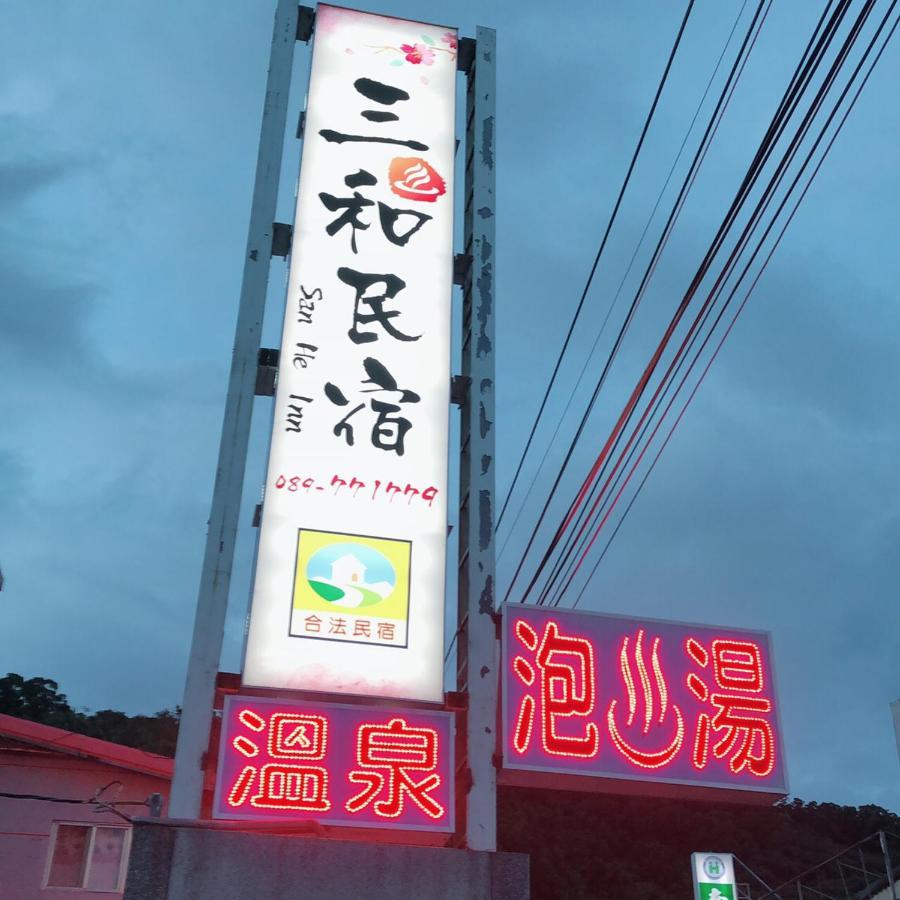 三和民宿
San He Inn
089-771779
合法民宿
溫泉
泡湯
H